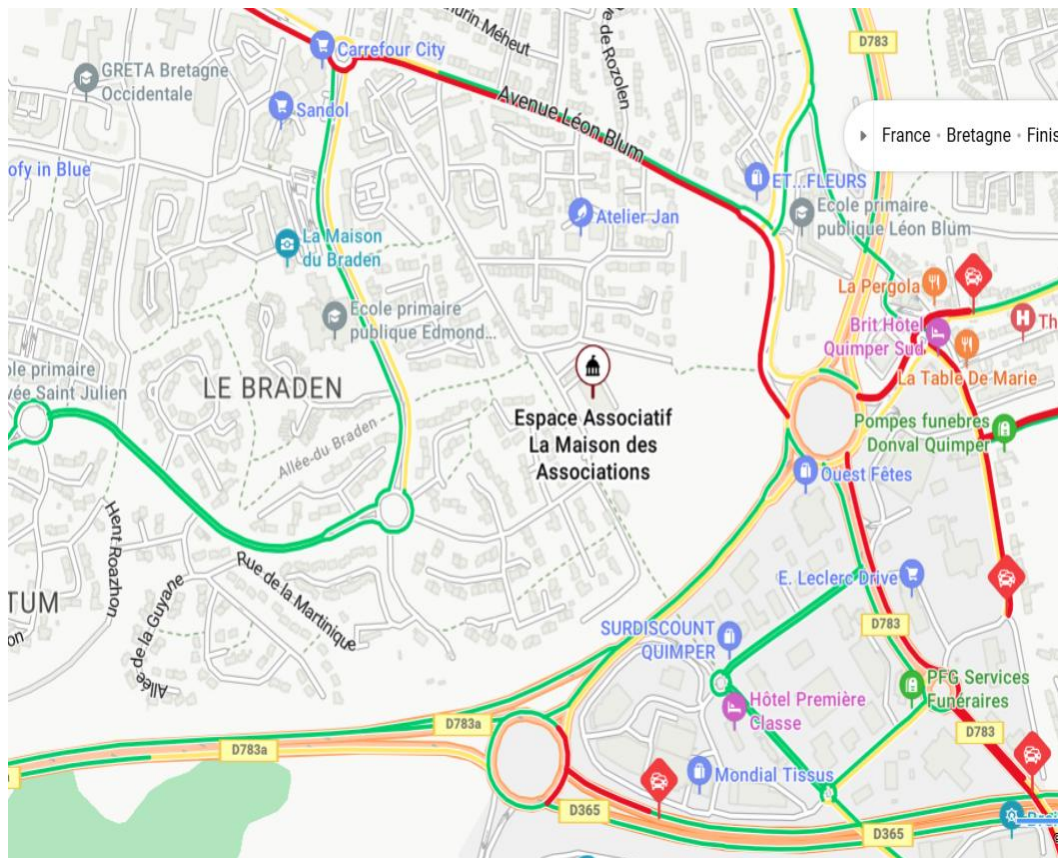 urin Méheut
D783
Carrefour City
e de Rozolen
GRETA Bretagne
Occidentale
Sandol
Avenue Léon Blum
France · Bretagne · Finis
ofy in Blue
ET...FLEURS
Ecole primaire
publique Léon Blum
Atelier Jan
La Maison
du Braden
La Pergola
Ecole primaire
publique Edmond...
Brit Hôtel
Quimper Sud
Th
ole primaire
vée Saint Julien
LE BRADEN
La Table De Marie
Espace Associatif
La Maison des
Associations
Pompes funebres
Donval Quimper
Allée du Braden
Ouest Fêtes
Hent Roazhon
E. Leclerc Drive
Rue de la Martinique
TUM
on
D783
Allée de la Guyane
SURDISCOUNT
QUIMPER
PFG Services
Funéraires
Hôtel Première
Classe
D783a
D783a
D783
Mondial Tissus
D365
D365